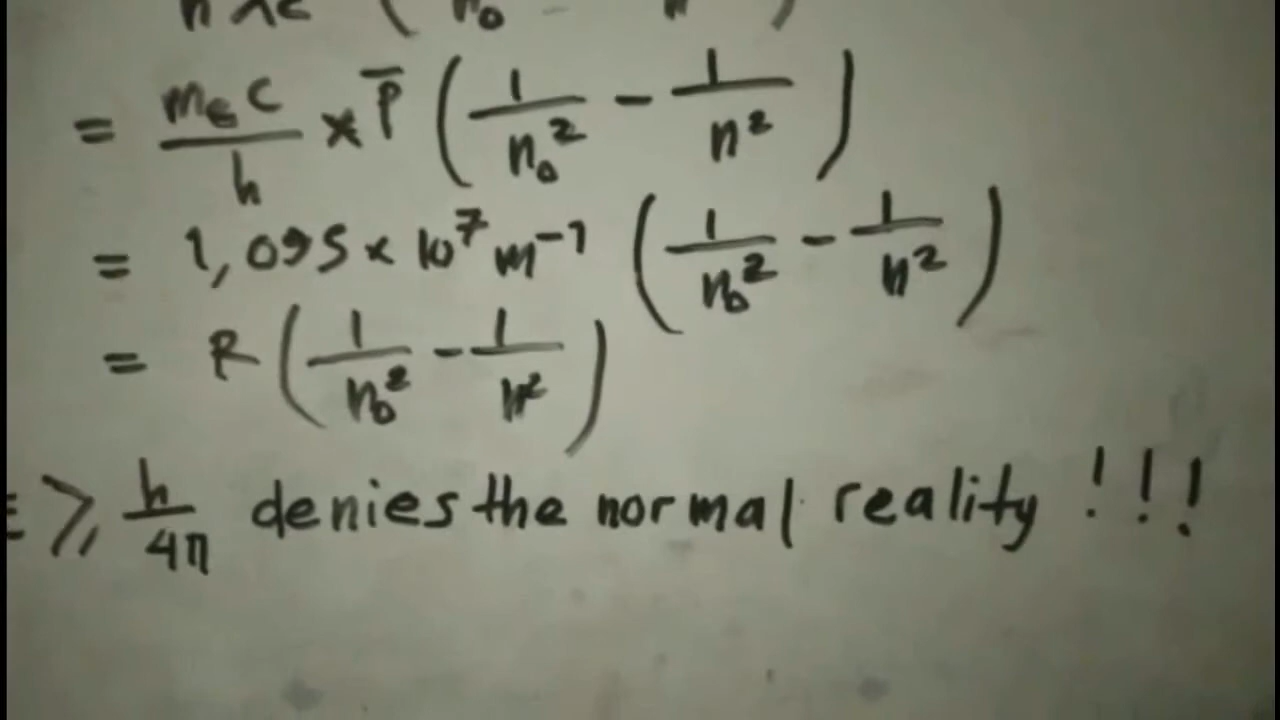 = mₑc/h × P̄ (1/n₀² − 1/n²)
= 1,095 × 10⁷ m⁻¹ (1/n₀² − 1/n²)
= R (1/n₀² − 1/n²)
≥ h/4π denies the normal reality !!!